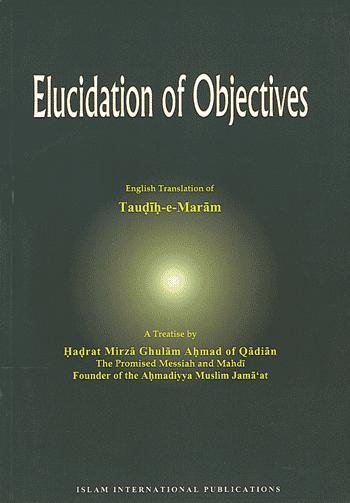 Elucidation of Objectives
English Translation of
Tauḍīḥ-e-Marām
A Treatise by
Ḥaḍrat Mirzā Ghulām Aḥmad of Qādiān
The Promised Messiah and Mahdī
Founder of the Aḥmadiyya Muslim Jamā‘at
ISLAM INTERNATIONAL PUBLICATIONS